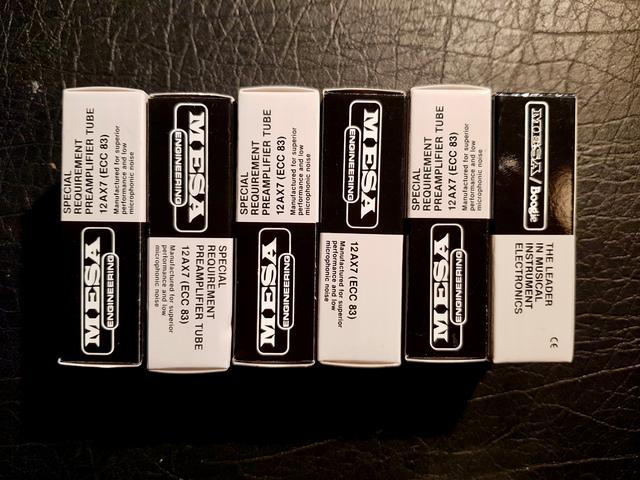 SPECIAL
REQUIREMENT
PREAMPLIFIER TUBE
12AX7 (ECC 83)
Manufactured for superior
performance and low
microphonic noise
MESA
ENGINEERING
MESA
ENGINEERING
SPECIAL
REQUIREMENT
PREAMPLIFIER TUBE
12AX7 (ECC 83)
Manufactured for superior
performance and low
microphonic noise
SPECIAL
REQUIREMENT
PREAMPLIFIER TUBE
12AX7 (ECC 83)
Manufactured for superior
performance and low
microphonic noise
MESA
ENGINEERING
MESA
ENGINEERING
12AX7 (ECC 83)
Manufactured for superior
performance and low
microphonic noise
SPECIAL
REQUIREMENT
PREAMPLIFIER TUBE
12AX7 (ECC 83)
Manufactured for superior
performance and low
microphonic noise
MESA
ENGINEERING
MESA/Boogie
THE LEADER
IN MUSICAL
INSTRUMENT
ELECTRONICS
CE